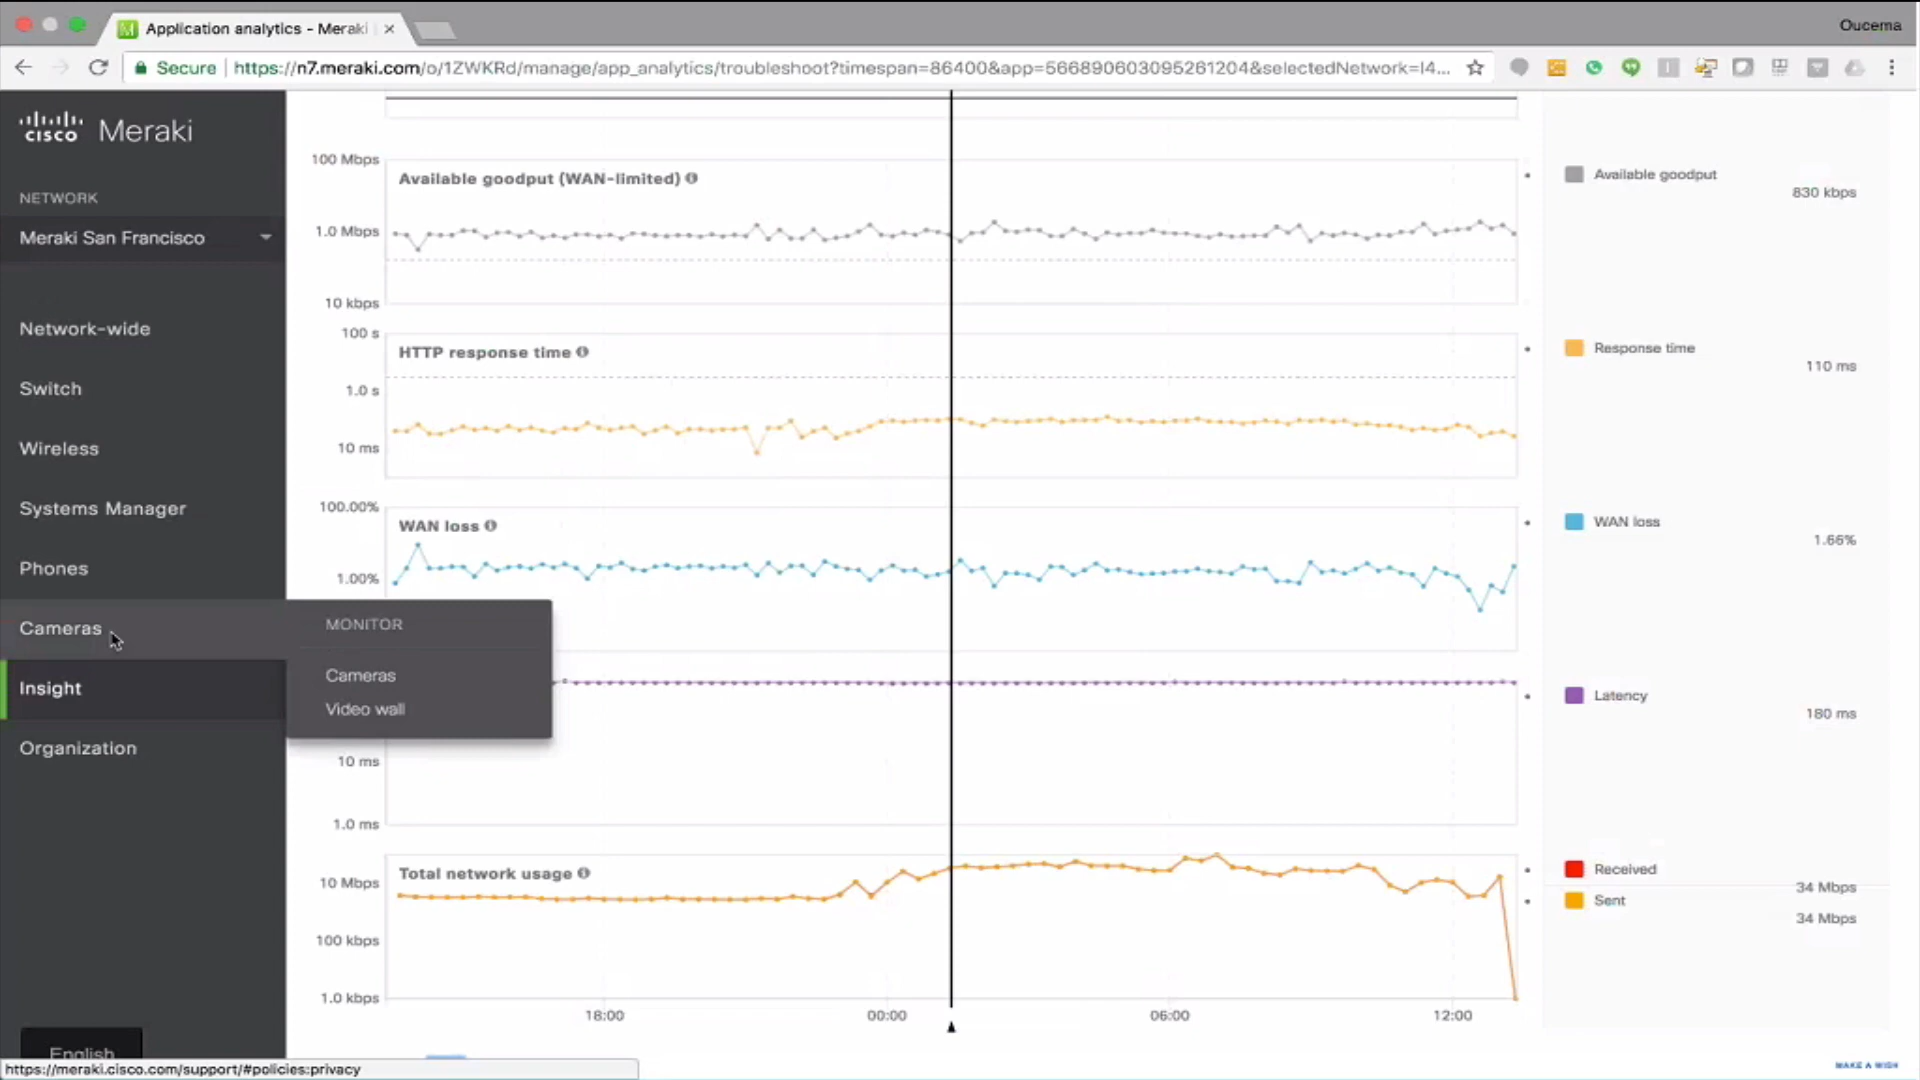 Application analytics - Meraki
Oucema
Secure
https://n7.meraki.com/o/1ZWKRd/manage/app_analytics/troubleshoot?timespan=86400&app=566890603095261204&selectedNetwork=l4...
cisco Meraki
NETWORK
Meraki San Francisco
Network-wide
Switch
Wireless
Systems Manager
Phones
Cameras
Insight
Organization
English
MONITOR
Cameras
Video wall
100 Mbps
Available goodput (WAN-limited)
1.0 Mbps
10 kbps
Available goodput
830 kbps
100 s
HTTP response time
1.0 s
10 ms
Response time
110 ms
100.00%
WAN loss
1.00%
WAN loss
1.66%
10 ms
1.0 ms
Latency
180 ms
Total network usage
10 Mbps
100 kbps
1.0 kbps
Received
34 Mbps
Sent
34 Mbps
18:00
00:00
06:00
12:00
https://meraki.cisco.com/support/#policies:privacy
MAKE A WISH